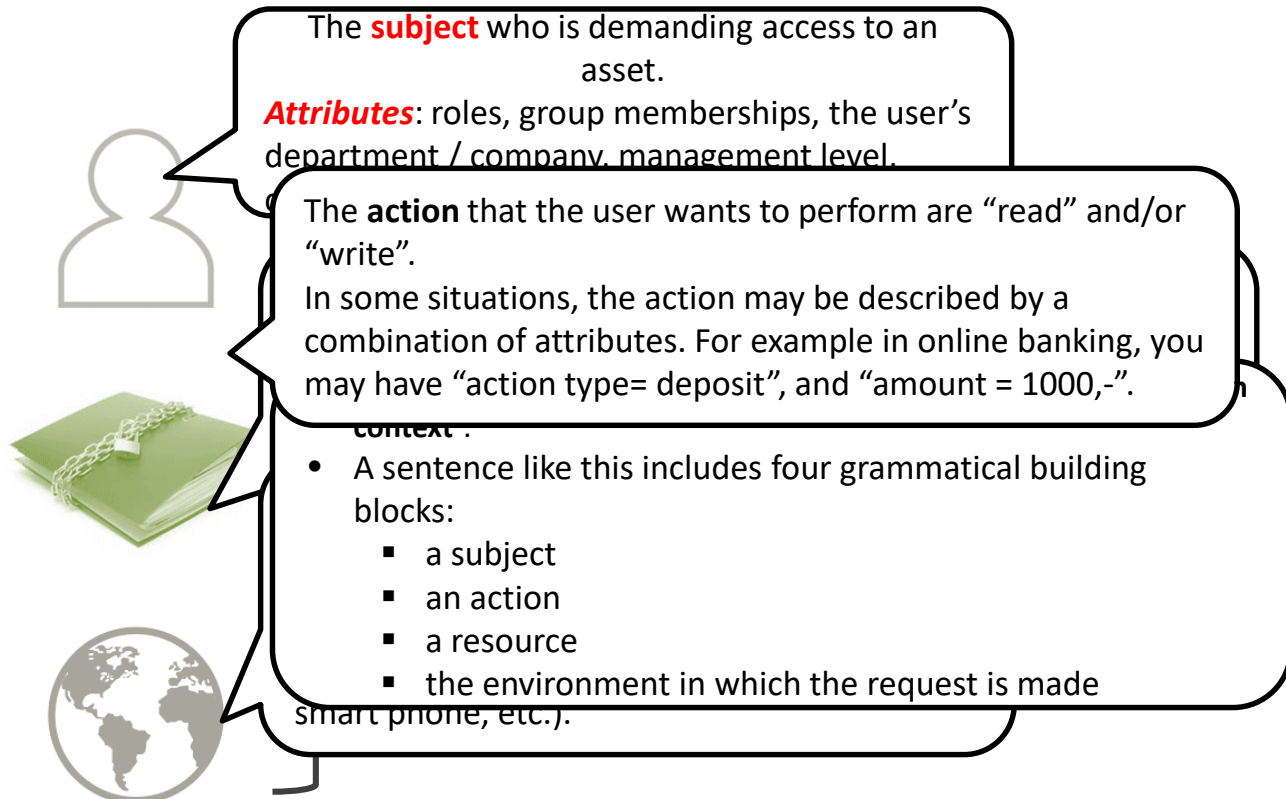 The subject who is demanding access to an
asset.
Attributes: roles, group memberships, the user’s
department / company, management level,
The action that the user wants to perform are “read” and/or
“write”.
In some situations, the action may be described by a
combination of attributes. For example in online banking, you
may have “action type= deposit”, and “amount = 1000,-”.
context”.
• A sentence like this includes four grammatical building
blocks:
▪ a subject
▪ an action
▪ a resource
▪ the environment in which the request is made
smart phone, etc.).